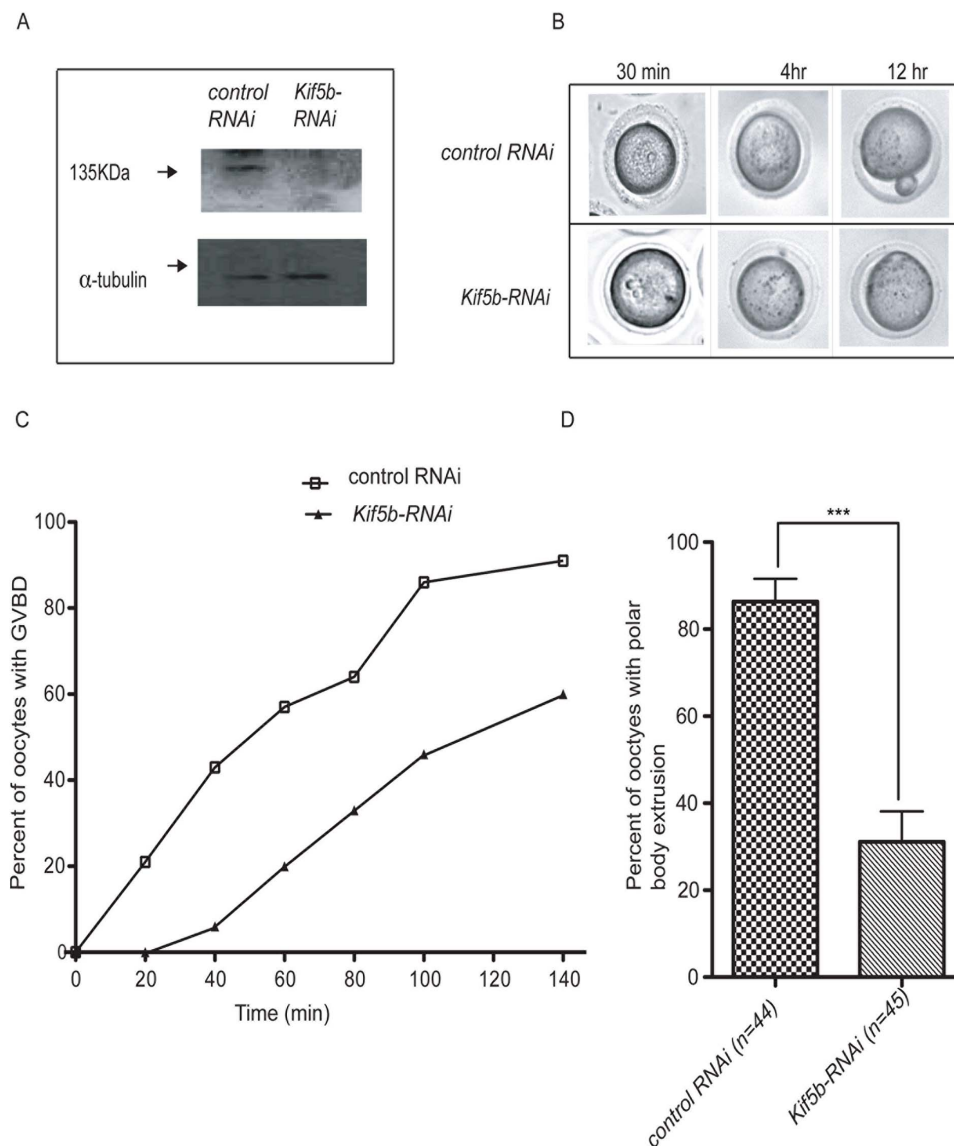 A
control
RNAi
Kif5b-
RNAi
135KDa
α-tubulin
B
30 min
4hr
12 hr
control RNAi
Kif5b-RNAi
C
control RNAi
Kif5b-RNAi
Percent of oocytes with GVBD
100
80
60
40
20
0
0
20
40
60
80
100
120
140
Time (min)
D
***
Percent of ooctyes with polar
body extrusion
100
80
60
40
20
0
control RNAi (n=44)
Kif5b-RNAi (n=45)